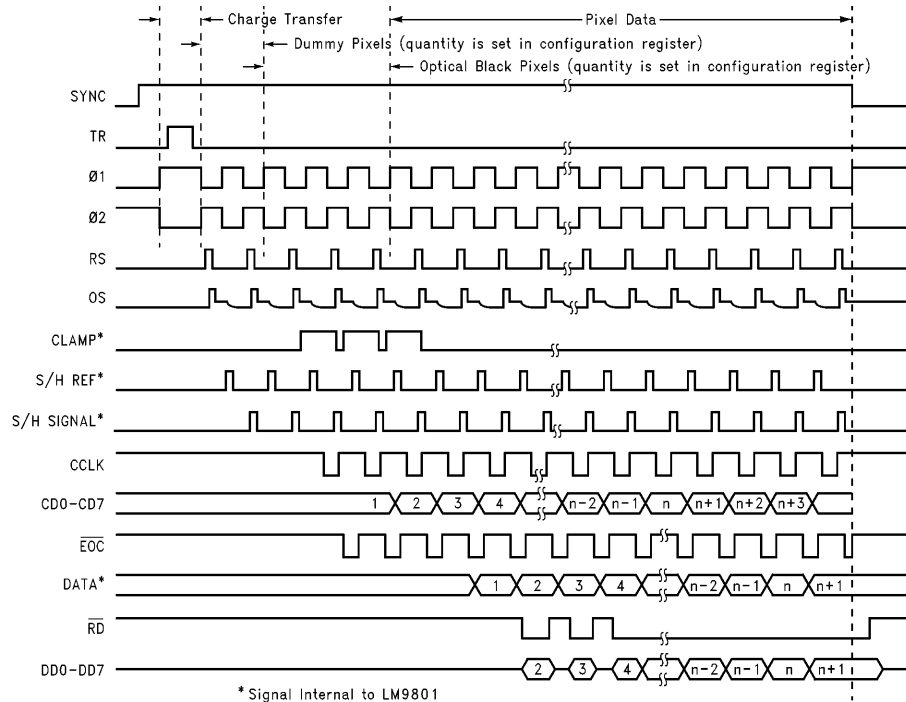 Charge Transfer
Pixel Data
Dummy Pixels (quantity is set in configuration register)
Optical Black Pixels (quantity is set in configuration register)
SYNC
TR
Ø1
Ø2
RS
OS
CLAMP*
S/H REF*
S/H SIGNAL*
CCLK
CD0-CD7 1 2 3 4 n-2 n-1 n n+1 n+2 n+3
EOC
DATA* 1 2 3 4 n-2 n-1 n n+1
RD
DD0-DD7 2 3 4 n-2 n-1 n n+1
* Signal Internal to LM9801